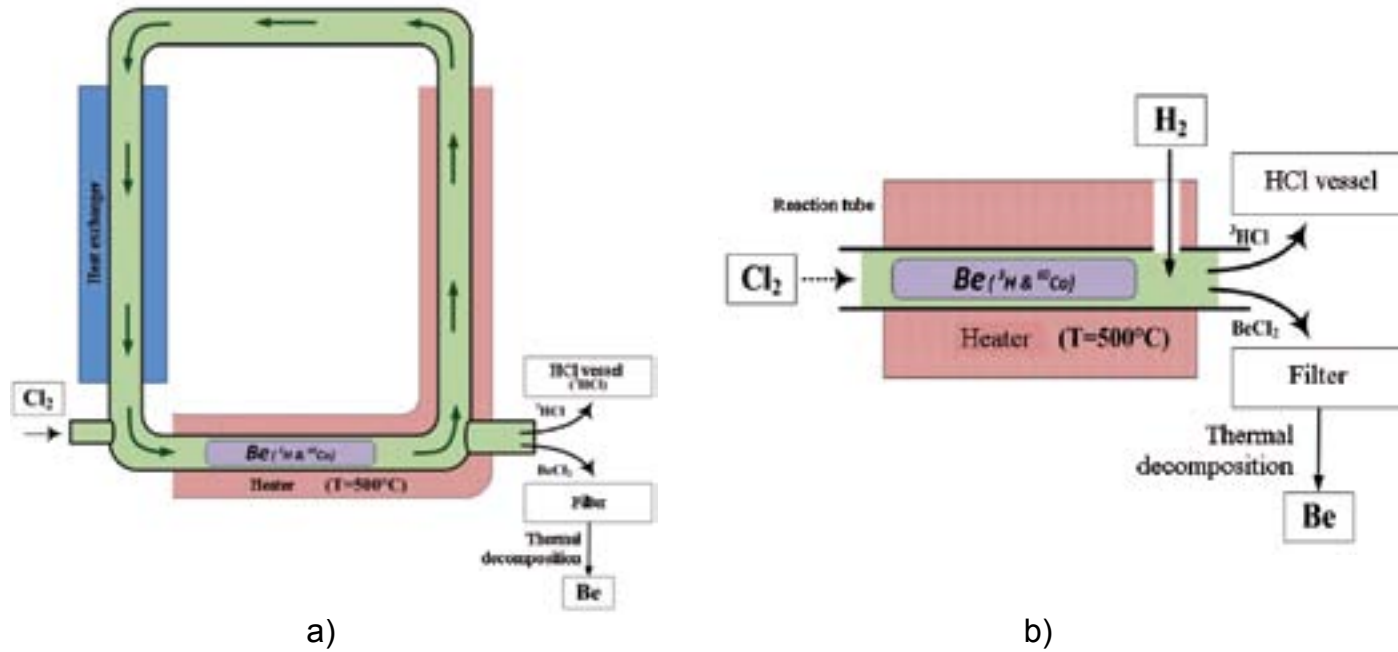 Heat exchanger
Cl₂
Be (³H & ⁶⁰Co)
Heater (T=500°C)
HCl vessel
(³HCl)
³HCl
BeCl₂
Filter
Thermal
decomposition
Be
a)
H₂
Reaction tube
HCl vessel
³HCl
Cl₂
Be (³H & ⁶⁰Co)
Heater (T=500°C)
BeCl₂
Filter
Thermal
decomposition
Be
b)